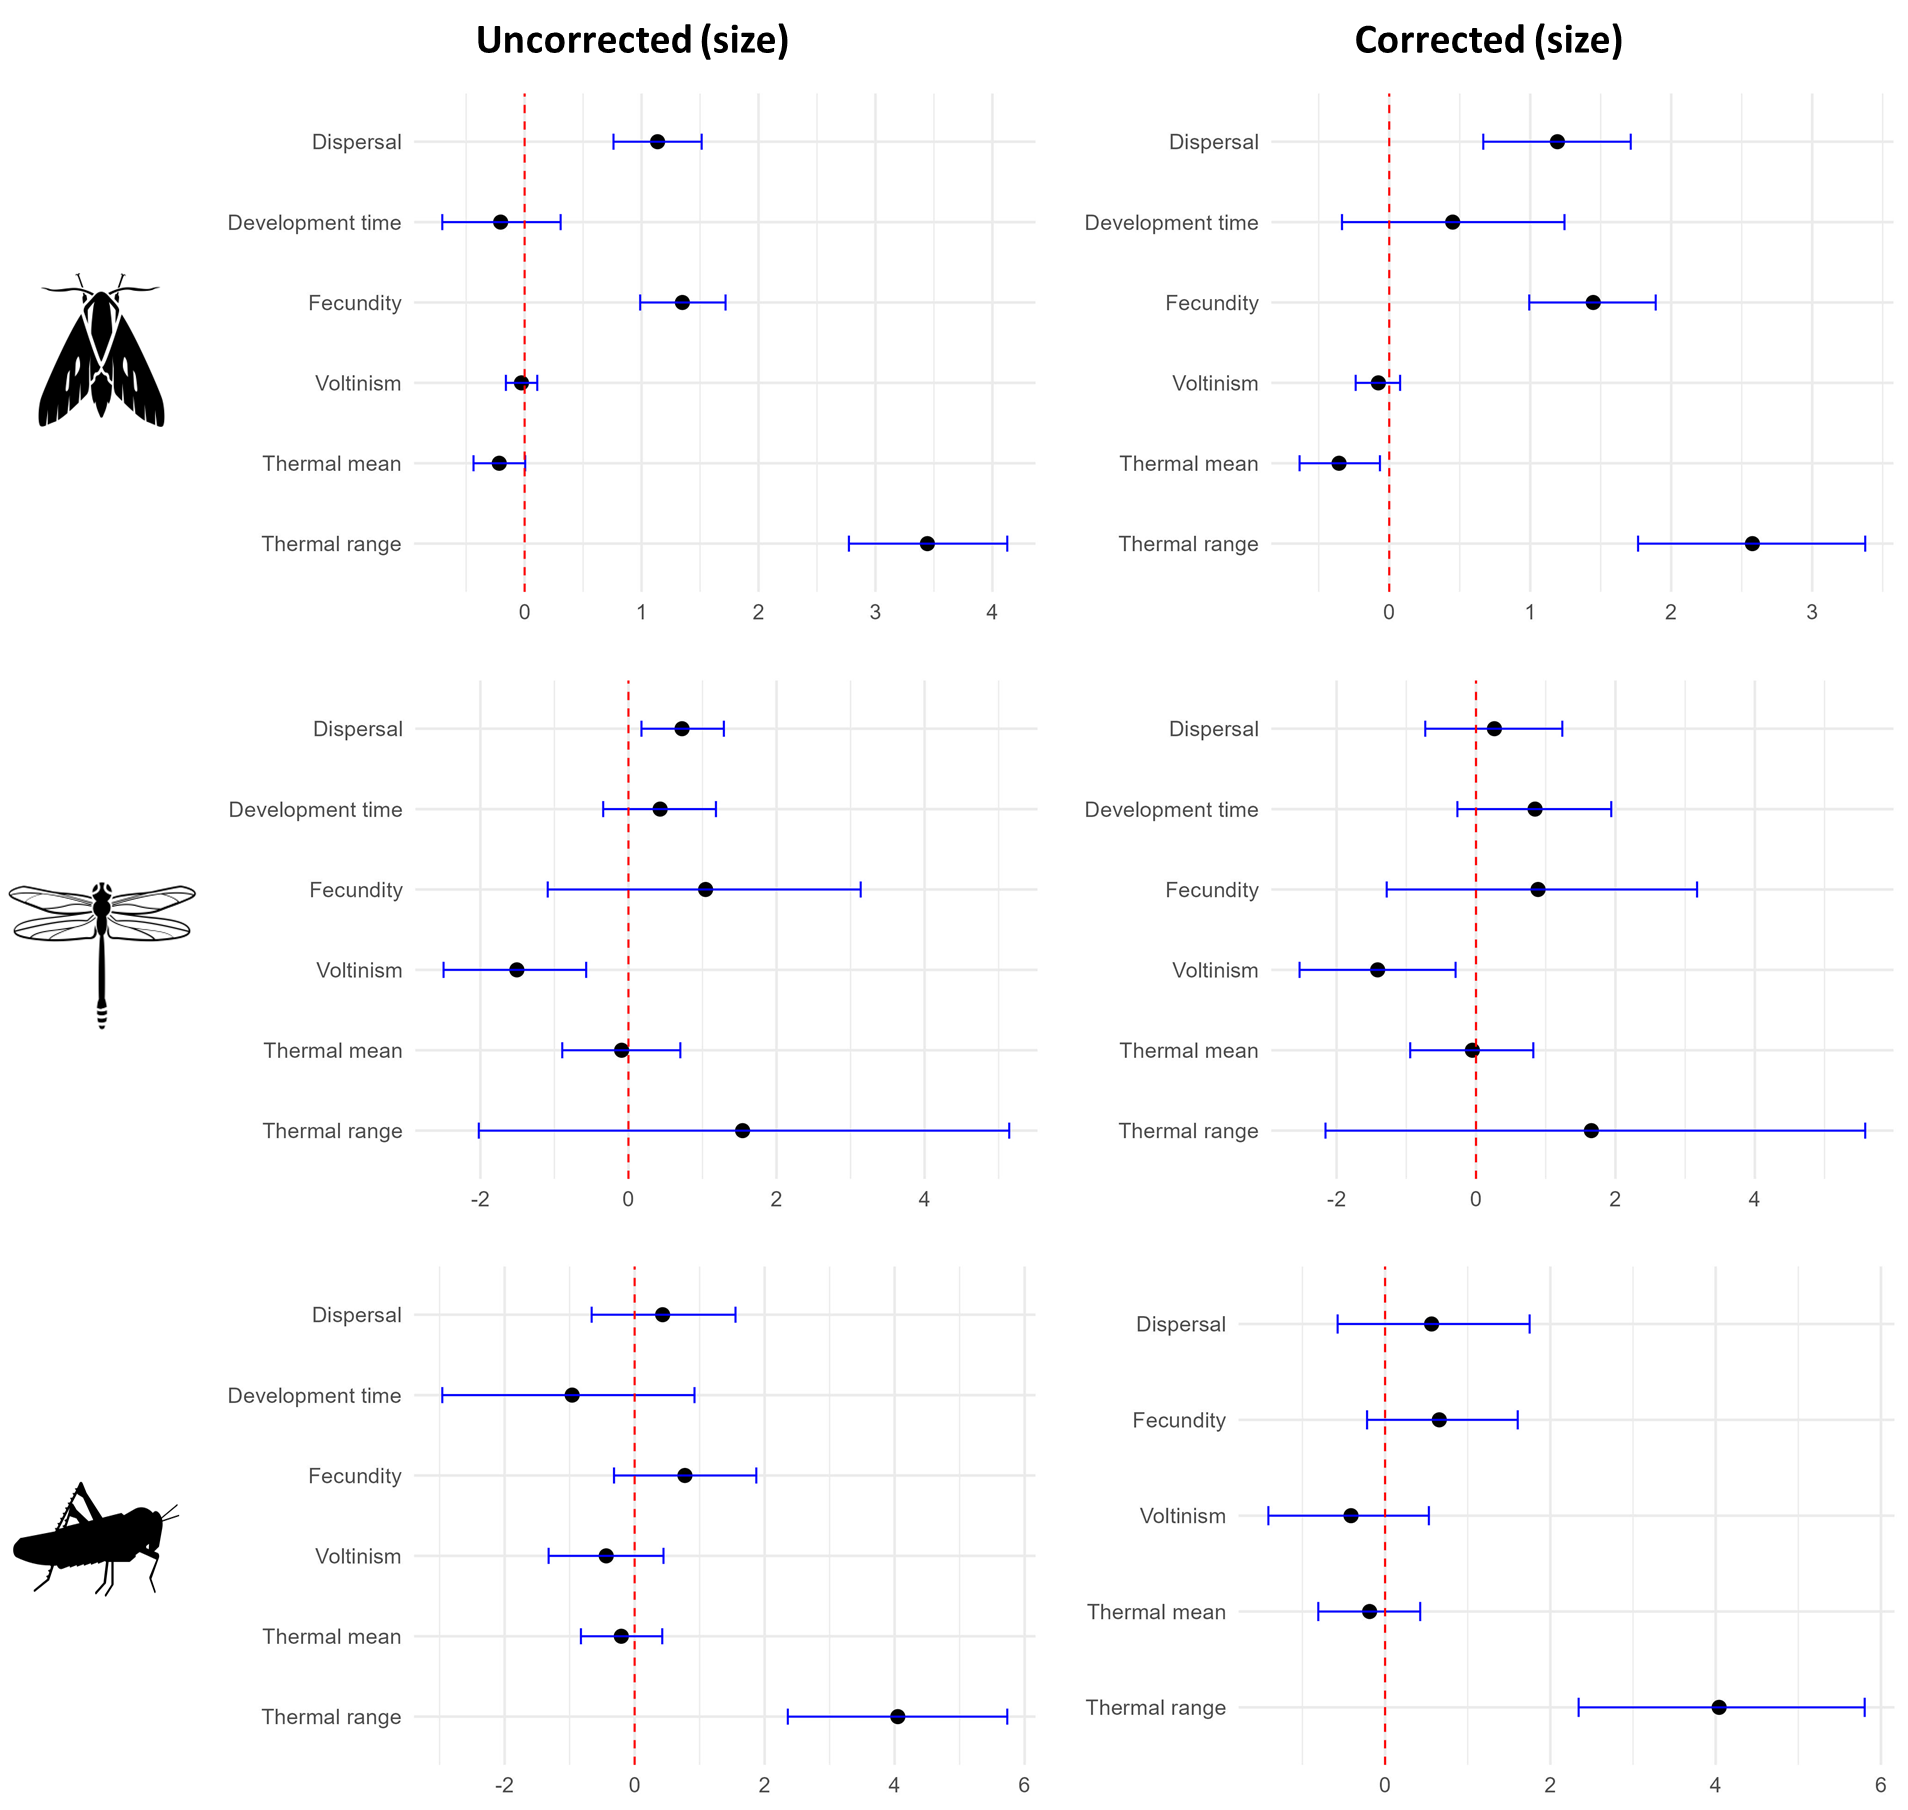 Uncorrected (size)
Corrected (size)
Dispersal
Development time
Fecundity
Voltinism
Thermal mean
Thermal range
0 1 2 3 4
Dispersal
Development time
Fecundity
Voltinism
Thermal mean
Thermal range
0 1 2 3
Dispersal
Development time
Fecundity
Voltinism
Thermal mean
Thermal range
-2 0 2 4
Dispersal
Development time
Fecundity
Voltinism
Thermal mean
Thermal range
-2 0 2 4
Dispersal
Development time
Fecundity
Voltinism
Thermal mean
Thermal range
-2 0 2 4 6
Dispersal
Fecundity
Voltinism
Thermal mean
Thermal range
0 2 4 6